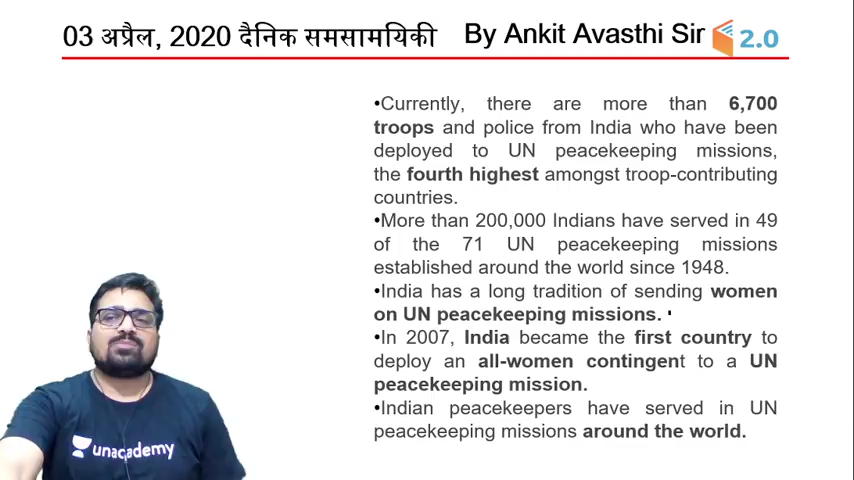 03 अप्रैल, 2020 दैनिक समसामयिकी By Ankit Avasthi Sir 2.0
•Currently, there are more than 6,700
troops and police from India who have been
deployed to UN peacekeeping missions,
the fourth highest amongst troop-contributing
countries.
•More than 200,000 Indians have served in 49
of the 71 UN peacekeeping missions
established around the world since 1948.
•India has a long tradition of sending women
on UN peacekeeping missions.
•In 2007, India became the first country to
deploy an all-women contingent to a UN
peacekeeping mission.
•Indian peacekeepers have served in UN
peacekeeping missions around the world.
unacademy